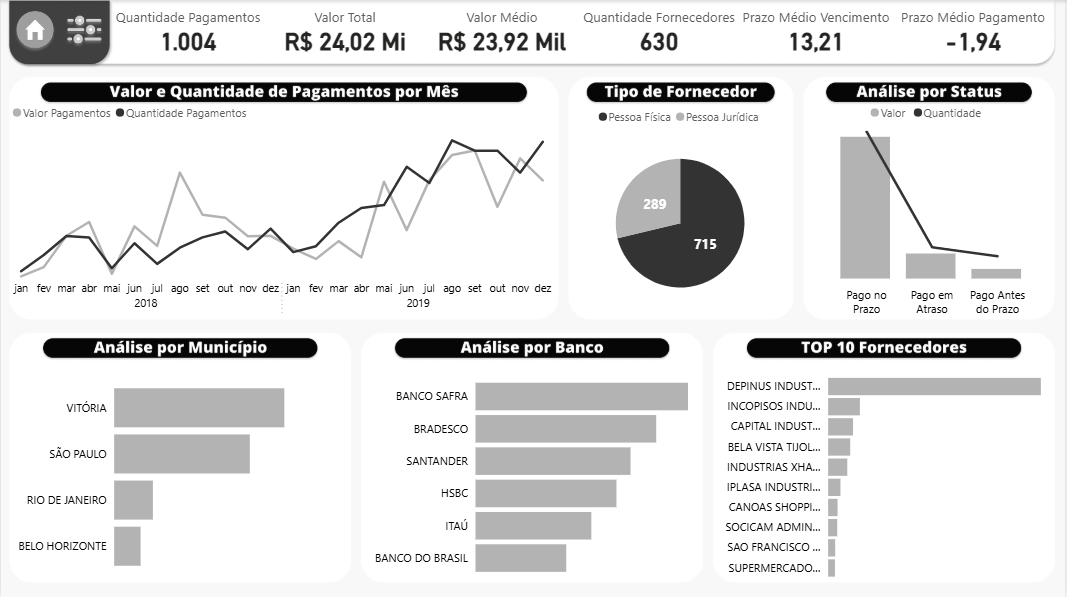 Quantidade Pagamentos
1.004
Valor Total
R$ 24,02 Mi
Valor Médio
R$ 23,92 Mil
Quantidade Fornecedores
630
Prazo Médio Vencimento
13,21
Prazo Médio Pagamento
-1,94
Valor e Quantidade de Pagamentos por Mês
Valor Pagamentos Quantidade Pagamentos
jan fev mar abr mai jun jul ago set out nov dez jan fev mar abr mai jun jul ago set out nov dez
2018 2019
Tipo de Fornecedor
Pessoa Física Pessoa Jurídica
289
715
Análise por Status
Valor Quantidade
Pago no
Prazo
Pago em
Atraso
Pago Antes
do Prazo
Análise por Município
VITÓRIA
SÃO PAULO
RIO DE JANEIRO
BELO HORIZONTE
Análise por Banco
BANCO SAFRA
BRADESCO
SANTANDER
HSBC
ITAÚ
BANCO DO BRASIL
TOP 10 Fornecedores
DEPINUS INDUST...
INCOPISOS INDU...
CAPITAL INDUST...
BELA VISTA TIJOL...
INDUSTRIAS XHA...
IPLASA INDUSTRI...
CANOAS SHOPPI...
SOCICAM ADMIN...
SAO FRANCISCO ...
SUPERMERCADO...